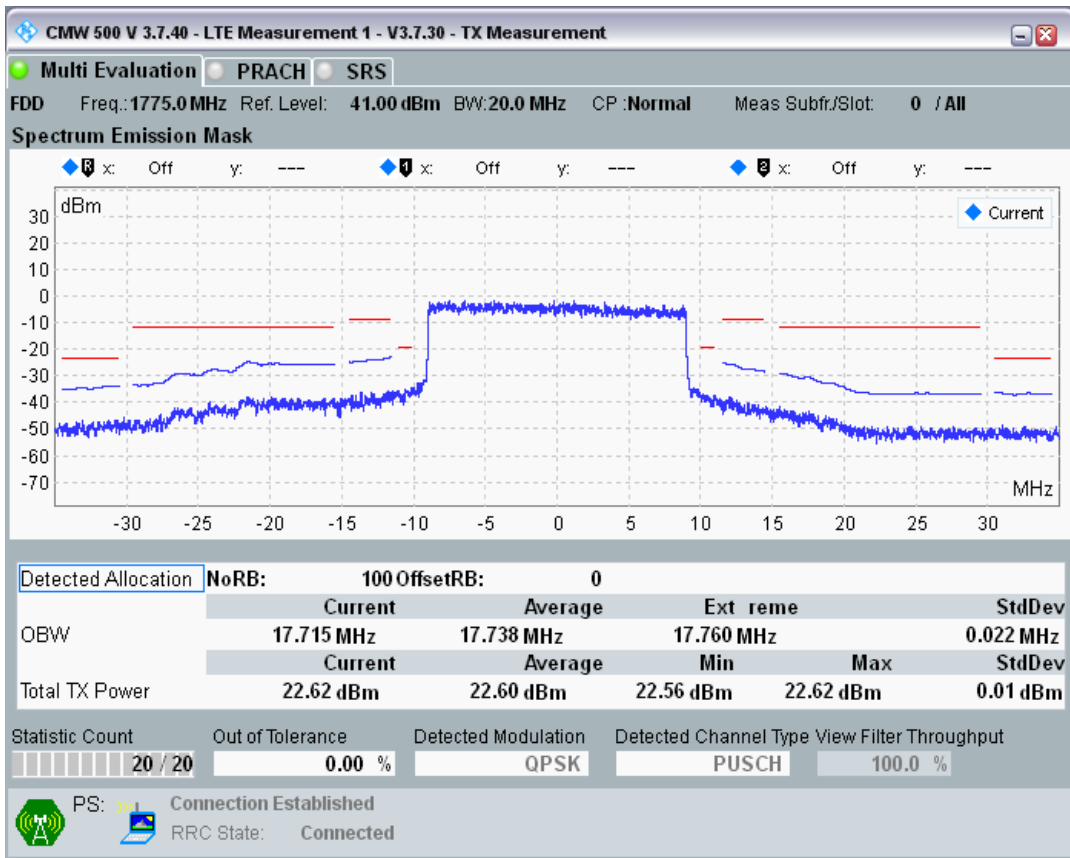 CMW 500 V 3.7.40 - LTE Measurement 1 - V3.7.30 - TX Measurement
Multi Evaluation PRACH SRS
FDD Freq.:1775.0 MHz Ref. Level: 41.00 dBm BW:20.0 MHz CP :Normal Meas Subfr./Slot: 0 / All
Spectrum Emission Mask
R x: Off y: --- 1 x: Off y: --- 2 x: Off y: ---
dBm
Current
30
20
10
0
-10
-20
-30
-40
-50
-60
-70
MHz
-30 -25 -20 -15 -10 -5 0 5 10 15 20 25 30
Detected Allocation NoRB: 100 OffsetRB: 0
Current Average Ext reme StdDev
OBW 17.715 MHz 17.738 MHz 17.760 MHz 0.022 MHz
Current Average Min Max StdDev
Total TX Power 22.62 dBm 22.60 dBm 22.56 dBm 22.62 dBm 0.01 dBm
Statistic Count Out of Tolerance Detected Modulation Detected Channel Type View Filter Throughput
20 / 20 0.00 % QPSK PUSCH 100.0 %
PS: Connection Established
RRC State: Connected